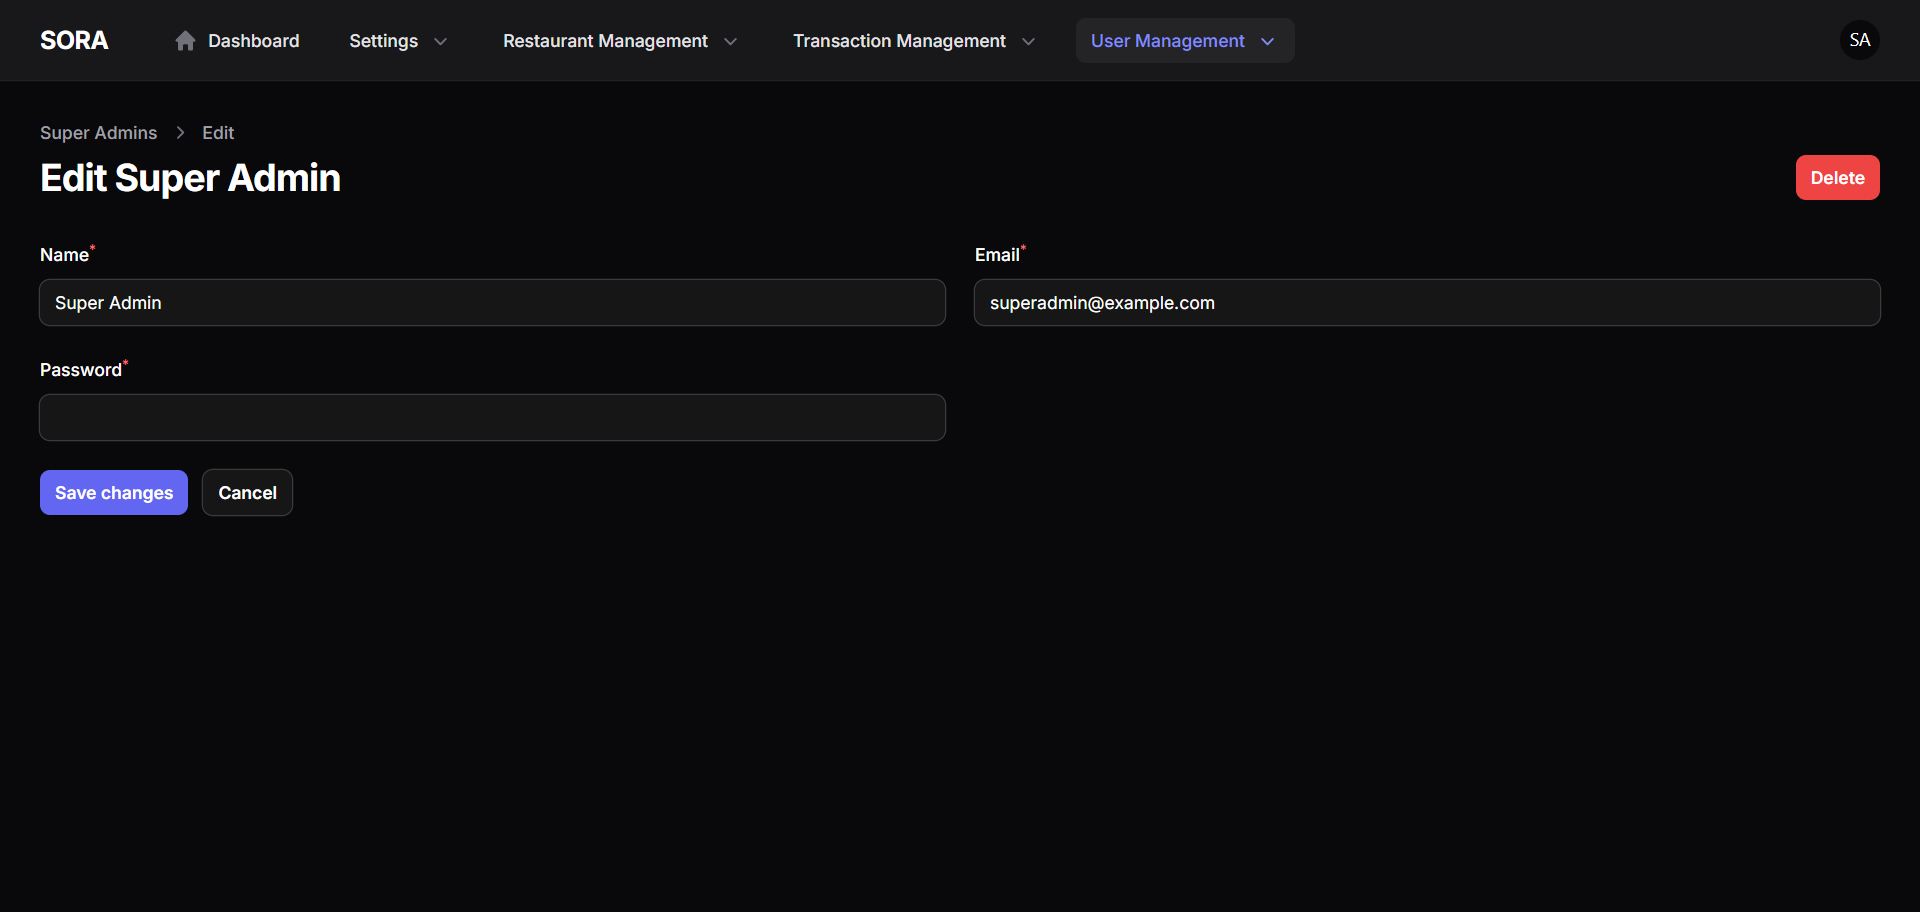 SORA Dashboard Settings Restaurant Management Transaction Management User Management SA
Super Admins Edit
Edit Super Admin
Delete
Name* Email*
Super Admin superadmin@example.com
Password*
Save changes Cancel